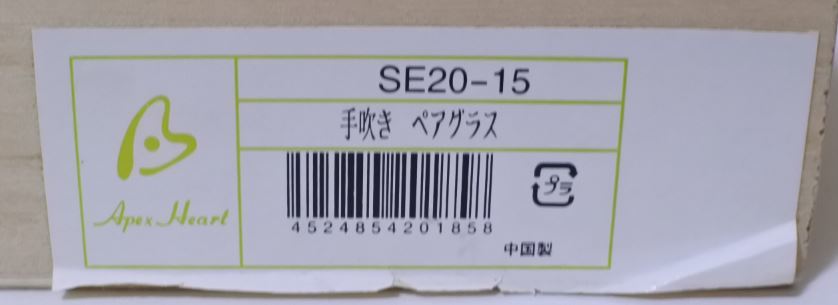 SE20-15
手吹き ペアグラス
Apex Heart
プラ
4524854201858
中国製